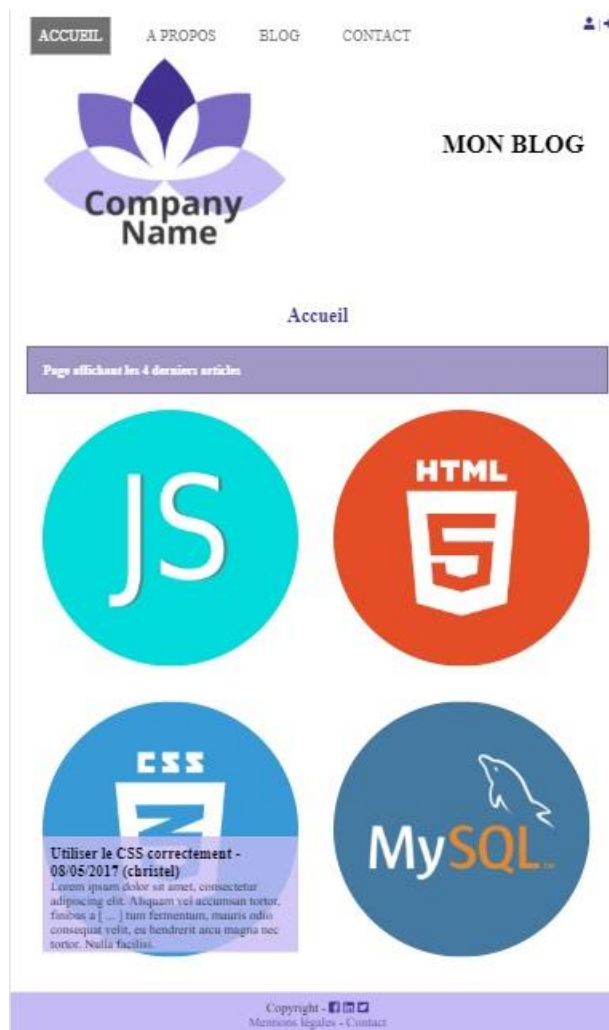 ACCUEIL A PROPOS BLOG CONTACT
Company
Name
MON BLOG
Accueil
Page affichant les 4 derniers articles
JS
HTML
5
CSS
MySQL
Utiliser le CSS correctement -
08/05/2017 (christel)
Lorem ipsum dolor sit amet, consectetur
adipiscing elit. Aliquam vel accumsan tortor,
finibus a [ ... ] tum fermentum, mauris odio
consequat velit, eu hendrerit arcu magna nec
tortor. Nulla facilisi.
Copyright -
Mentions légales - Contact